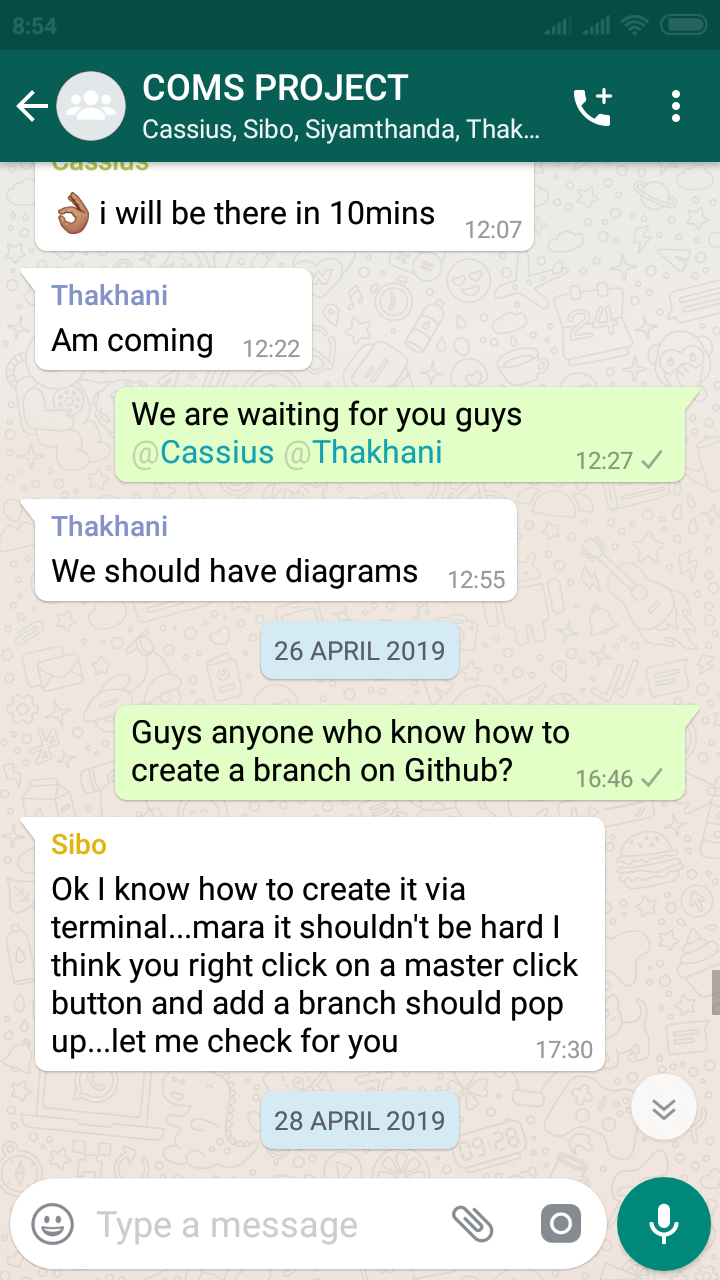 8:54
COMS PROJECT
Cassius, Sibo, Siyamthanda, Thak...
Cassius
👌🏾 i will be there in 10mins 12:07
Thakhani
Am coming 12:22
We are waiting for you guys
@Cassius @Thakhani 12:27
Thakhani
We should have diagrams 12:55
26 APRIL 2019
Guys anyone who know how to
create a branch on Github? 16:46
Sibo
Ok I know how to create it via
terminal...mara it shouldn't be hard I
think you right click on a master click
button and add a branch should pop
up...let me check for you 17:30
28 APRIL 2019
Type a message